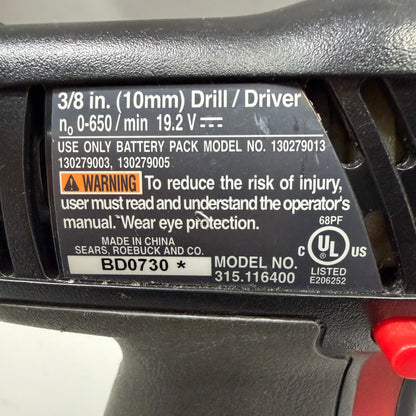 3/8 in. (10mm) Drill / Driver
n₀ 0-650 / min 19.2 V ⎓
USE ONLY BATTERY PACK MODEL NO. 130279013
130279003, 130279005
⚠ WARNING To reduce the risk of injury,
user must read and understand the operator's
manual. Wear eye protection.
68PF
MADE IN CHINA
SEARS, ROEBUCK AND CO.
C UL US
BD0730 *
MODEL NO.
315.116400
LISTED
E206252